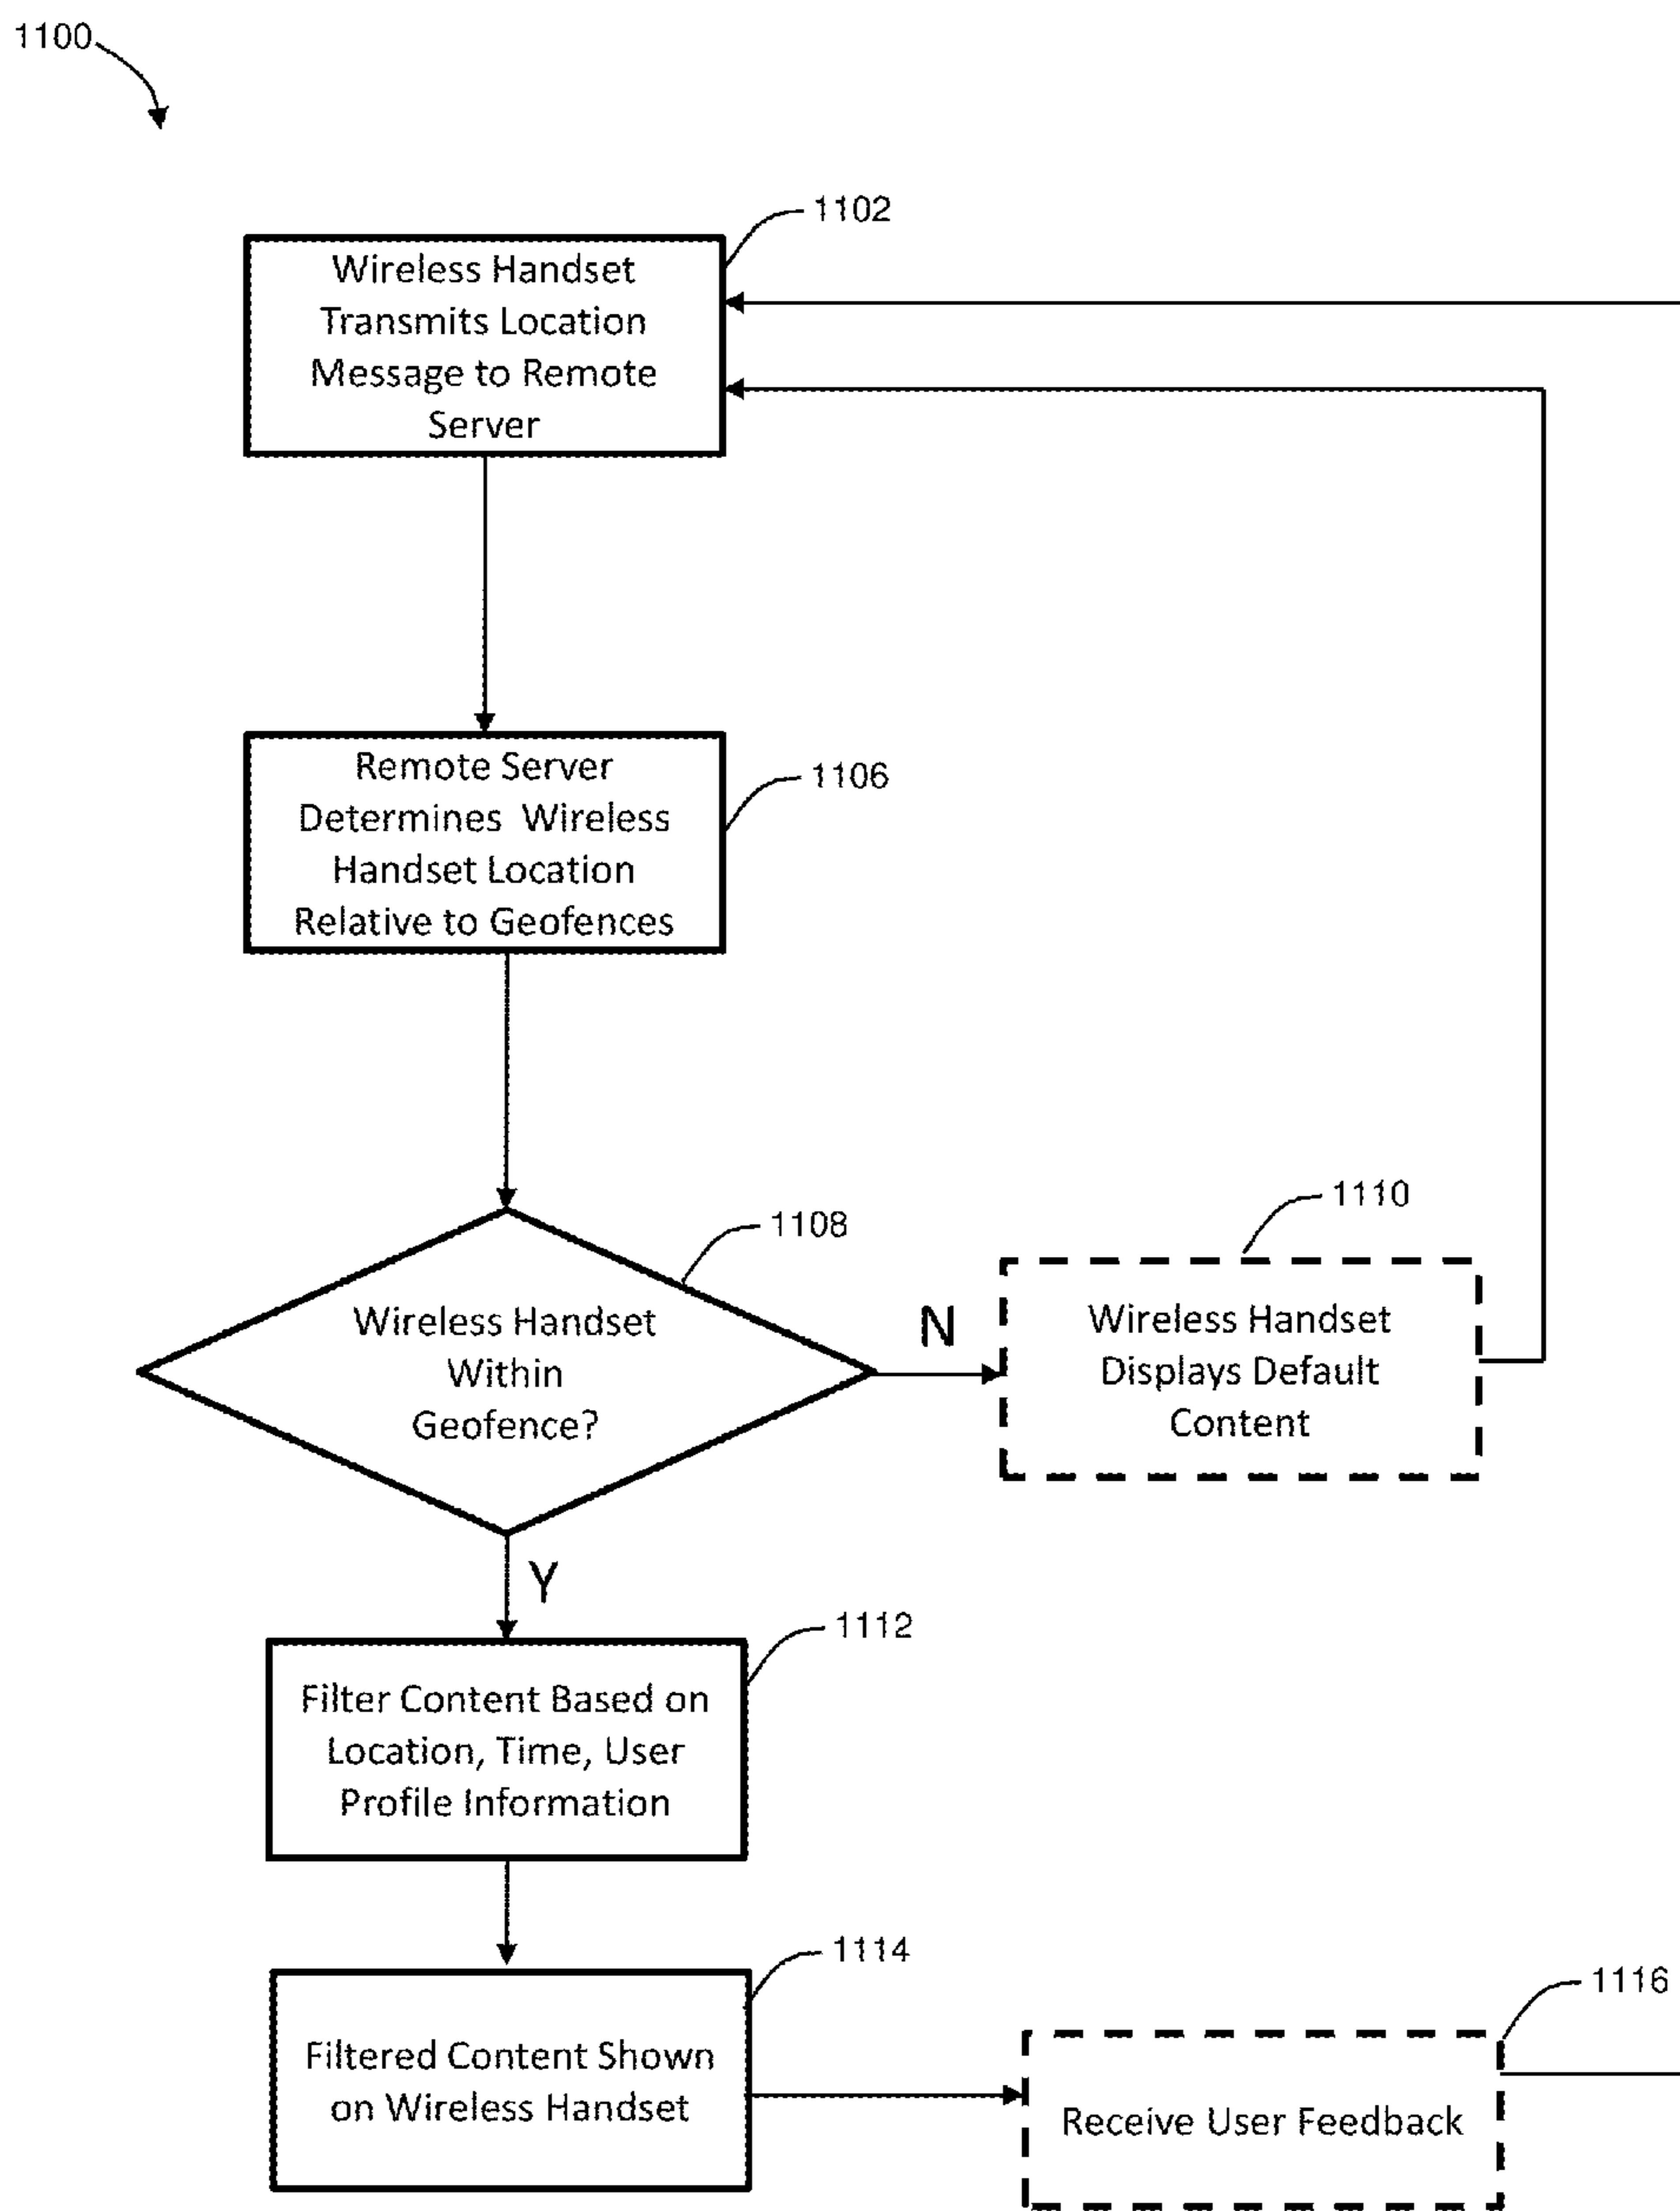 1100
1102
Wireless Handset
Transmits Location
Message to Remote
Server
1106
Remote Server
Determines Wireless
Handset Location
Relative to Geofences
1108
Wireless Handset
Within
Geofence?
N
1110
Wireless Handset
Displays Default
Content
Y
1112
Filter Content Based on
Location, Time, User
Profile Information
1114
Filtered Content Shown
on Wireless Handset
1116
Receive User Feedback